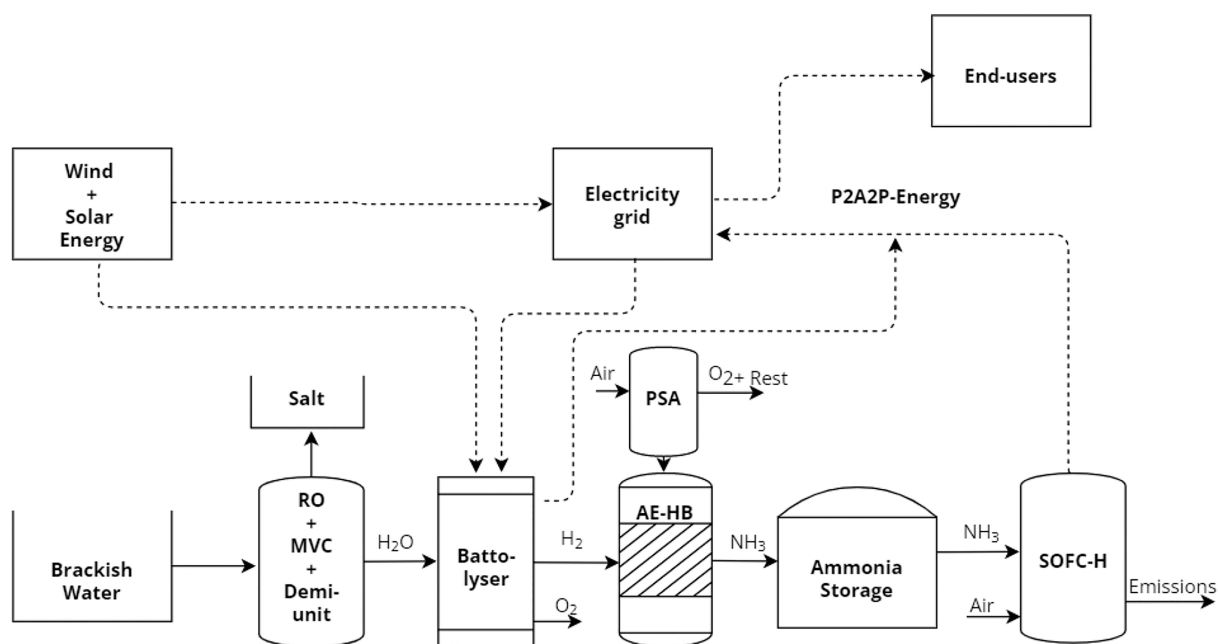 End-users
Wind
+
Solar
Energy
Electricity
grid
P2A2P-Energy
Salt
Air
PSA
O2+ Rest
Brackish
Water
RO
+
MVC
+
Demi-
unit
H2O
Batto-
lyser
H2
O2
AE-HB
NH3
Ammonia
Storage
NH3
Air
SOFC-H
Emissions